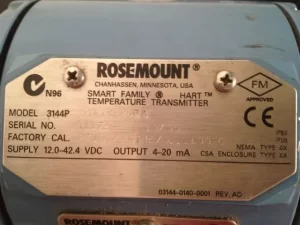 ROSEMOUNT®
CHANHASSEN, MINNESOTA, USA
N96
SMART FAMILY® HART™
TEMPERATURE TRANSMITTER
FM
APPROVED
MODEL 3144P
SERIAL NO.
FACTORY CAL.
CE
SUPPLY 12.0-42.4 VDC OUTPUT 4-20 mA
NEMA TYPE 4X
CSA ENCLOSURE TYPE 4X
03144-0140-0001 REV. AD
ROSEMOUNT